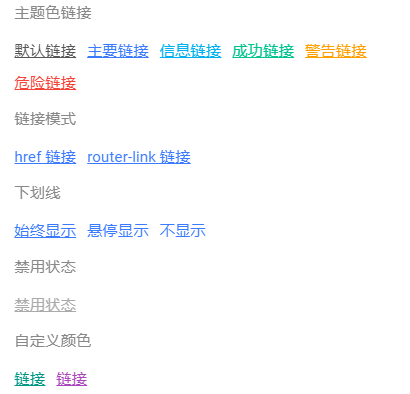 主题色链接
默认链接 主要链接 信息链接 成功链接 警告链接
危险链接
链接模式
href 链接 router-link 链接
下划线
始终显示 悬停显示 不显示
禁用状态
禁用状态
自定义颜色
链接 链接